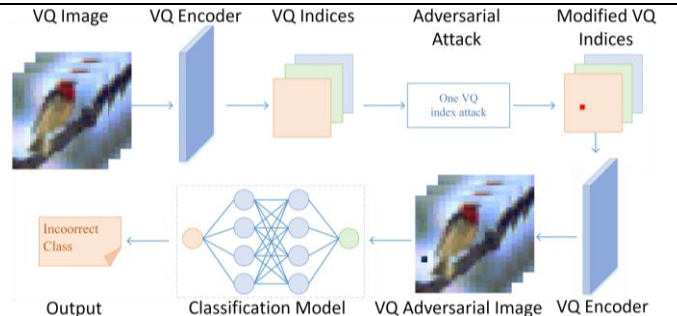 VQ Image
VQ Encoder
VQ Indices
Adversarial
Attack
Modified VQ
Indices
One VQ
index attack
Incoorrect
Class
Output
Classification Model
VQ Adversarial Image
VQ Encoder